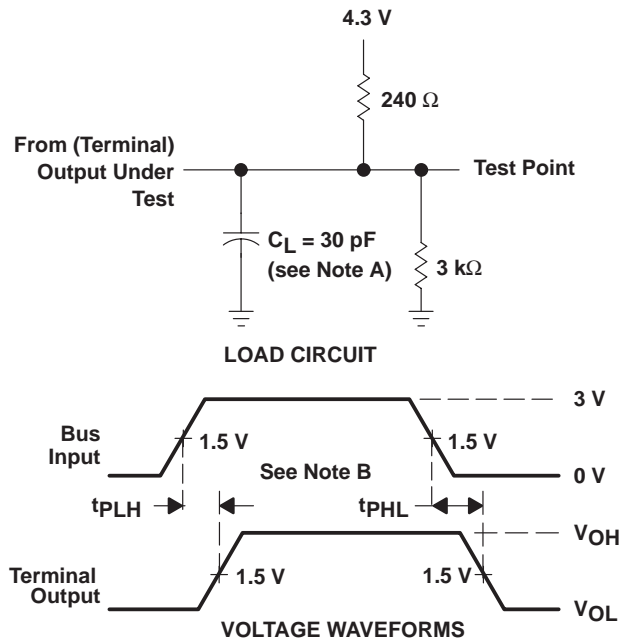 4.3 V
240 Ω
From (Terminal)
Output Under
Test
Test Point
CL = 30 pF
(see Note A)
3 kΩ
LOAD CIRCUIT
3 V
Bus
Input
1.5 V
1.5 V
See Note B
0 V
tPLH
tPHL
VOH
Terminal
Output
1.5 V
1.5 V
VOL
VOLTAGE WAVEFORMS